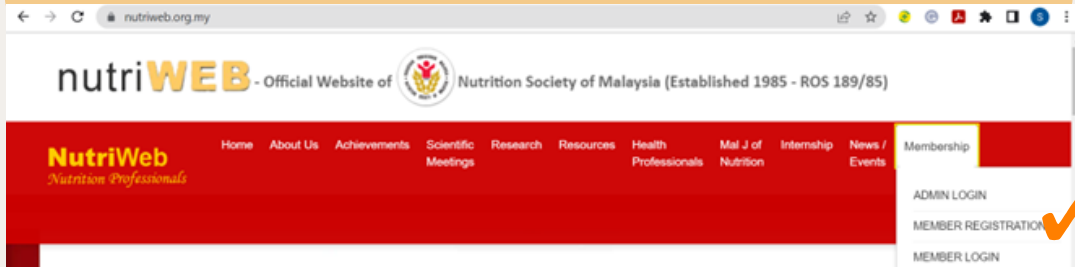 nutriweb.org.my
S
nutriWEB - Official Website of Nutrition Society of Malaysia (Established 1985 - ROS 189/85)
NutriWeb
Nutrition Professionals
Home About Us Achievements Scientific Meetings Research Resources Health Professionals Mal J of Nutrition Internship News / Events Membership
ADMIN LOGIN
MEMBER REGISTRATION
MEMBER LOGIN